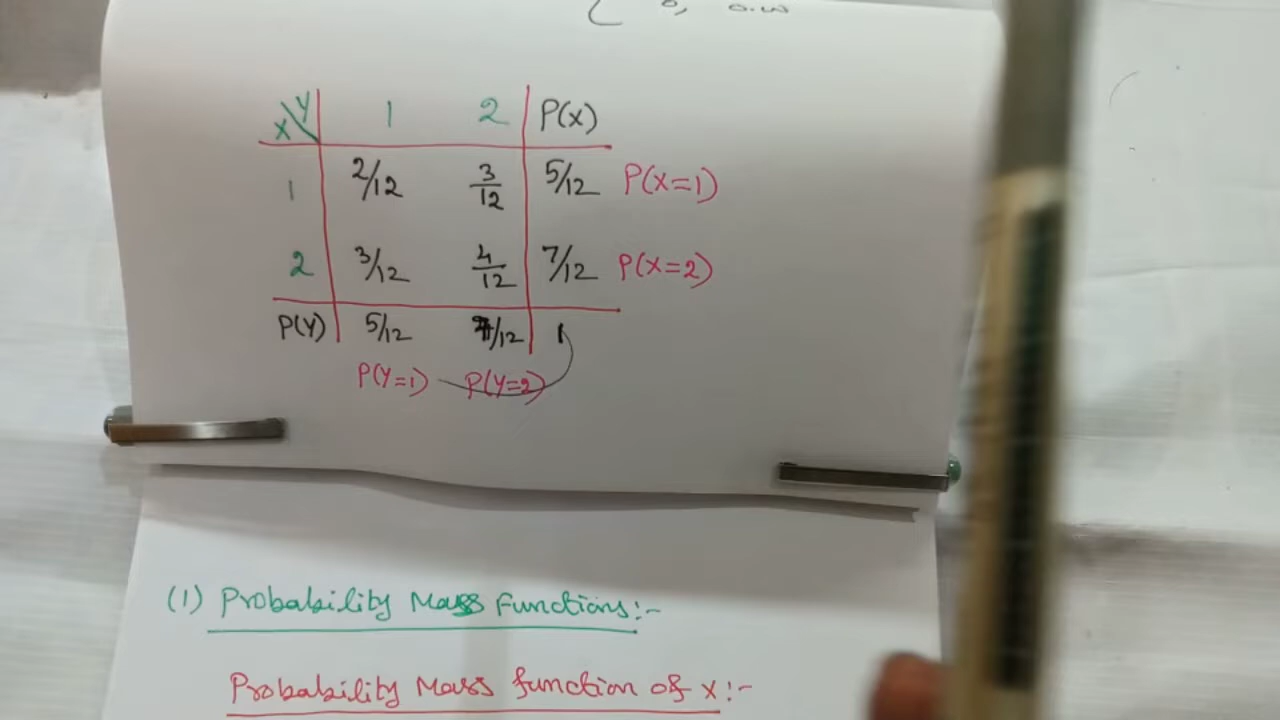 0, o.w
X Y 1 2 P(X)
1 2/12 3/12 5/12 P(X=1)
2 3/12 4/12 7/12 P(X=2)
P(Y) 5/12 7/12 1
P(Y=1) P(Y=2)
(1) Probability Mass Functions:-
Probability Mass function of X:-